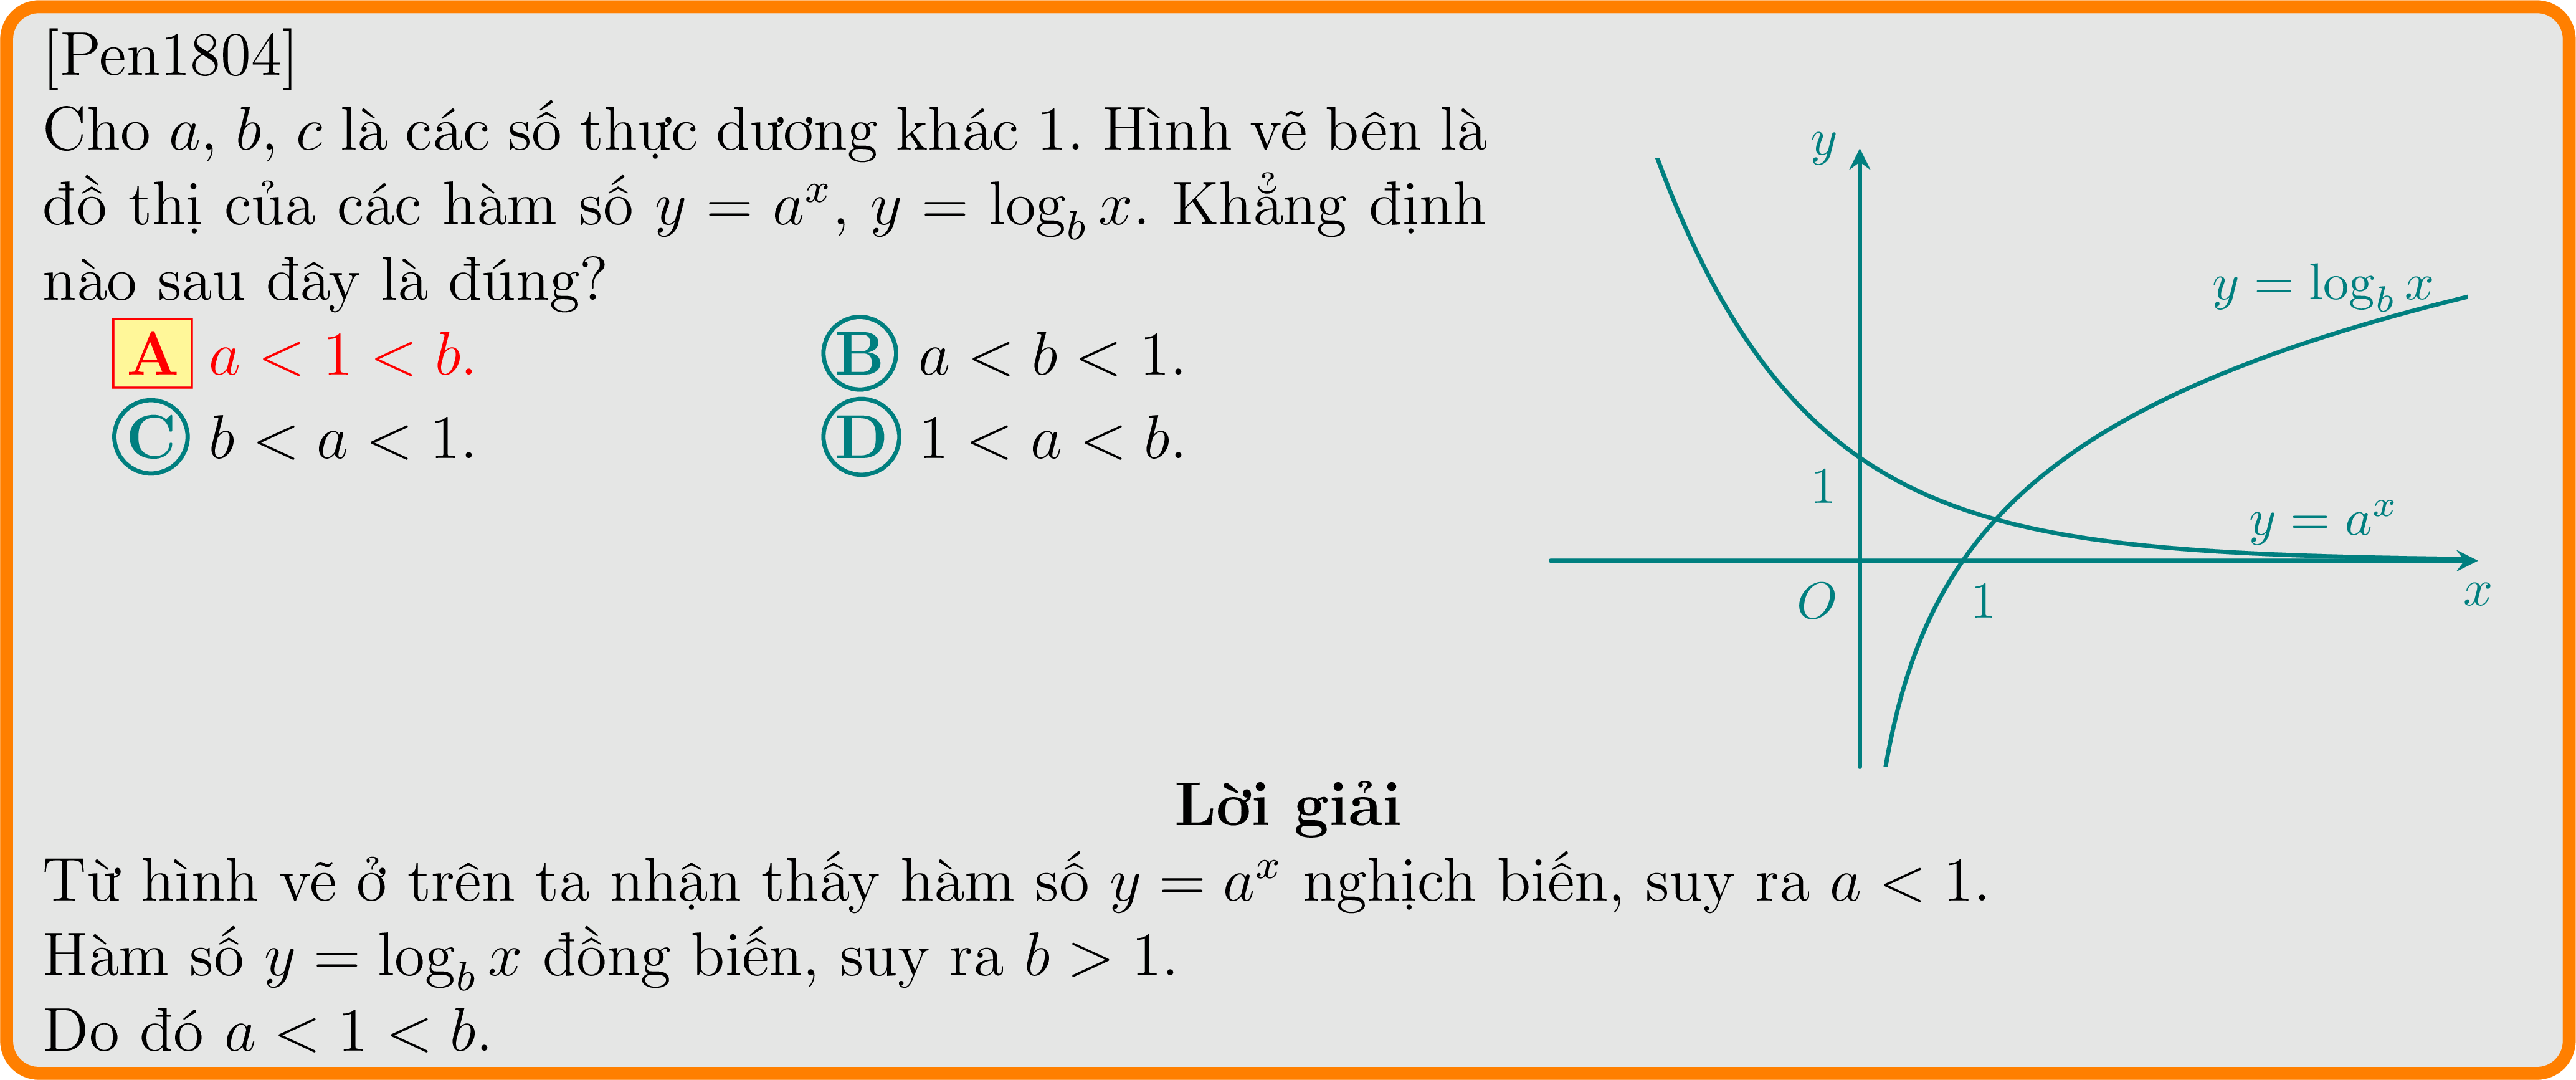 [Pen1804]
Cho a, b, c là các số thực dương khác 1. Hình vẽ bên là
đồ thị của các hàm số y = a^x, y = log_b x. Khẳng định
nào sau đây là đúng?
A a < 1 < b.
B a < b < 1.
C b < a < 1.
D 1 < a < b.
y
y = log_b x
1
y = a^x
O
1
x
Lời giải
Từ hình vẽ ở trên ta nhận thấy hàm số y = a^x nghịch biến, suy ra a < 1.
Hàm số y = log_b x đồng biến, suy ra b > 1.
Do đó a < 1 < b.